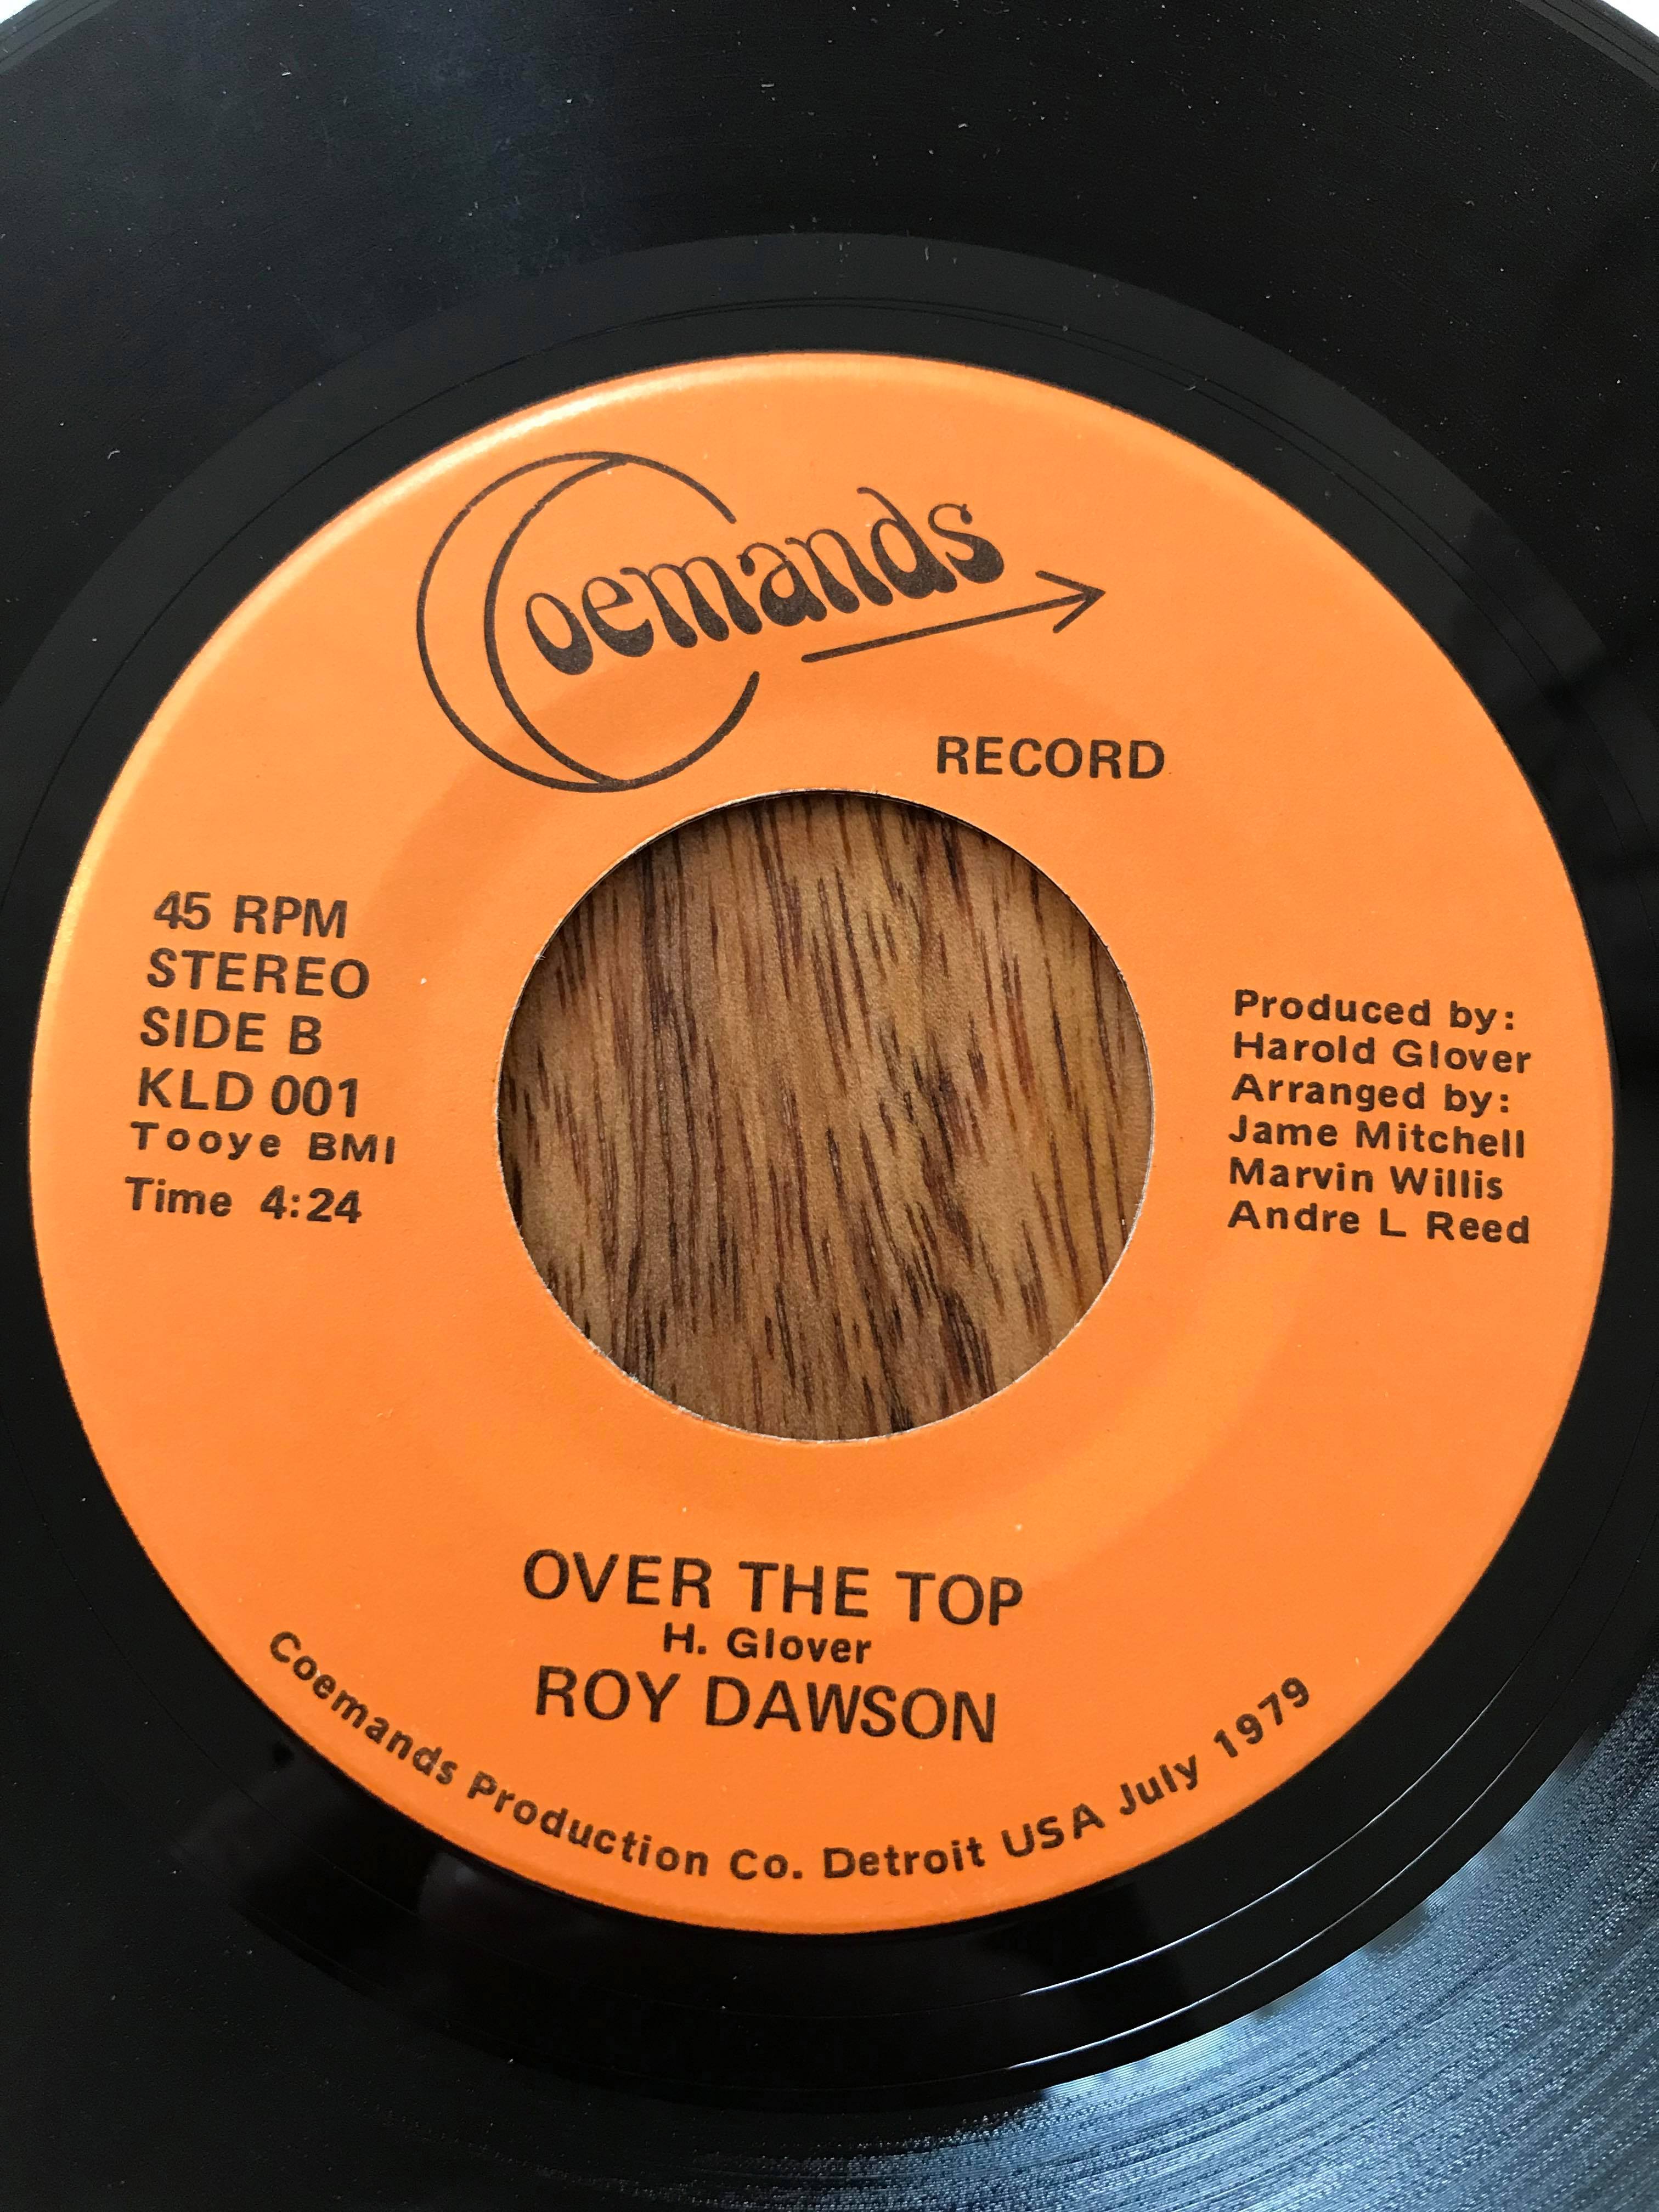 Coemands
RECORD
45 RPM
STEREO
SIDE B
KLD 001
Tooye BMI
Time 4:24
Produced by:
Harold Glover
Arranged by:
Jame Mitchell
Marvin Willis
Andre L Reed
OVER THE TOP
H. Glover
ROY DAWSON
Coemands Production Co. Detroit USA July 1979